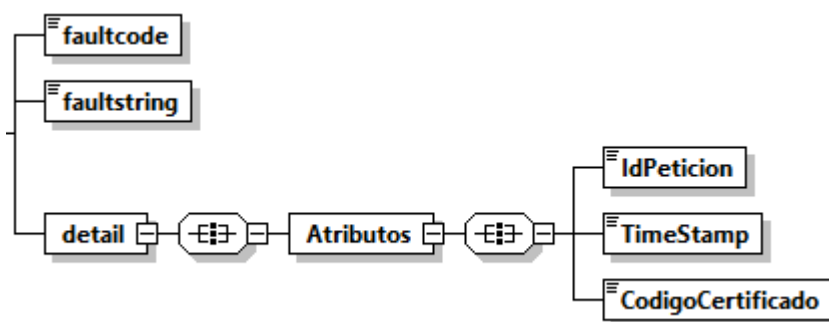 faultcode
faultstring
detail
Atributos
IdPeticion
TimeStamp
CodigoCertificado